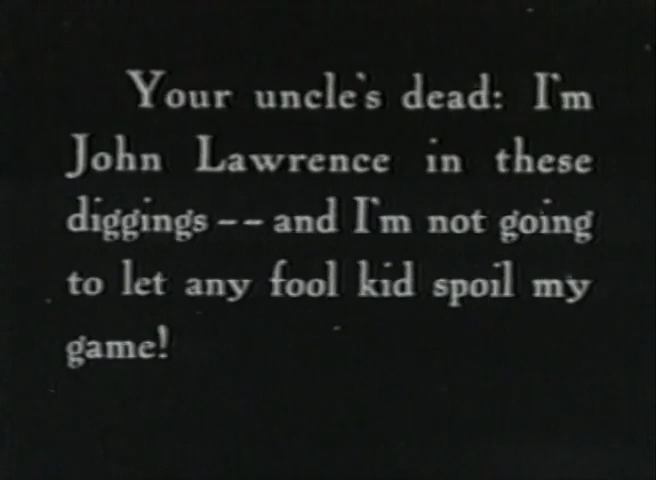 Your uncle's dead: I'm
John Lawrence in these
diggings -- and I'm not going
to let any fool kid spoil my
game!